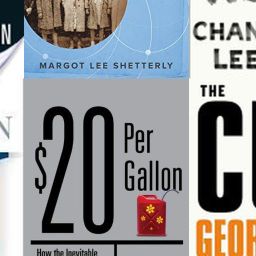 N
MARGOT LEE SHETTERLY
CHAN
LEE
N
$20 Per
Gallon
How the Inevitable
THE
C
GEOR